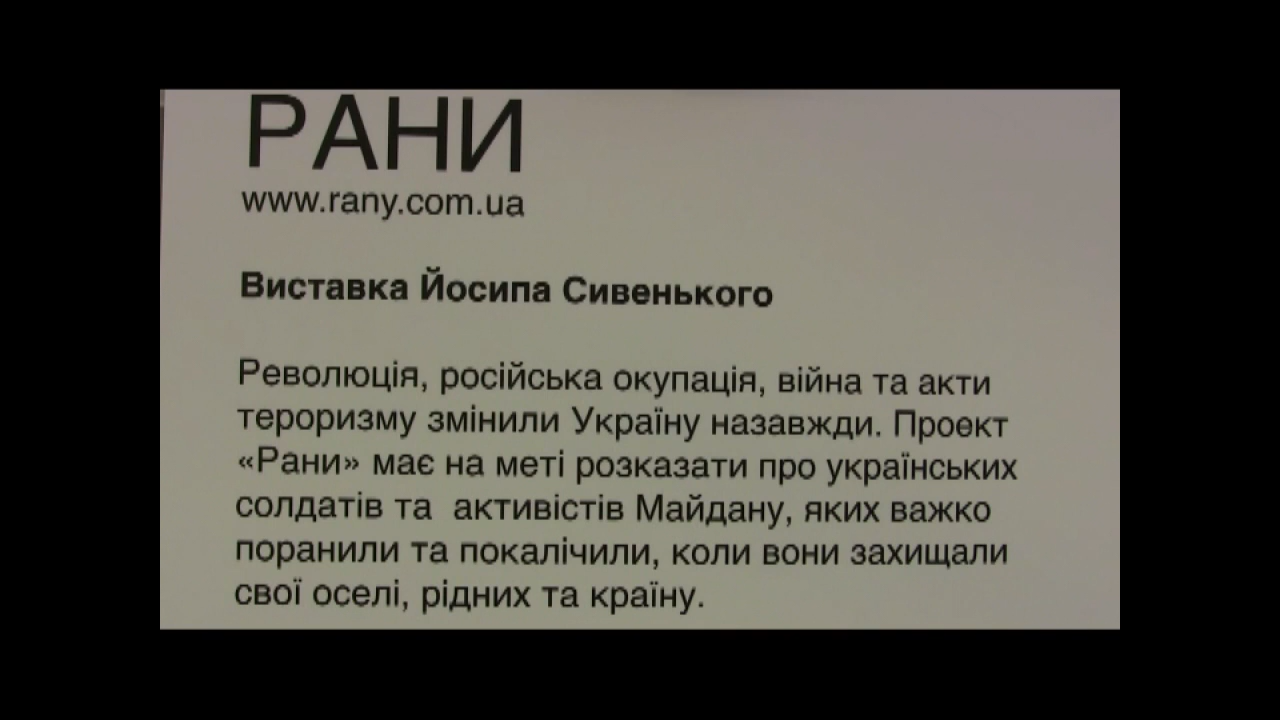 РАНИ
www.rany.com.ua
Виставка Йосипа Сивенького
Революція, російська окупація, війна та акти
тероризму змінили Україну назавжди. Проект
«Рани» має на меті розказати про українських
солдатів та активістів Майдану, яких важко
поранили та покалічили, коли вони захищали
свої оселі, рідних та країну.